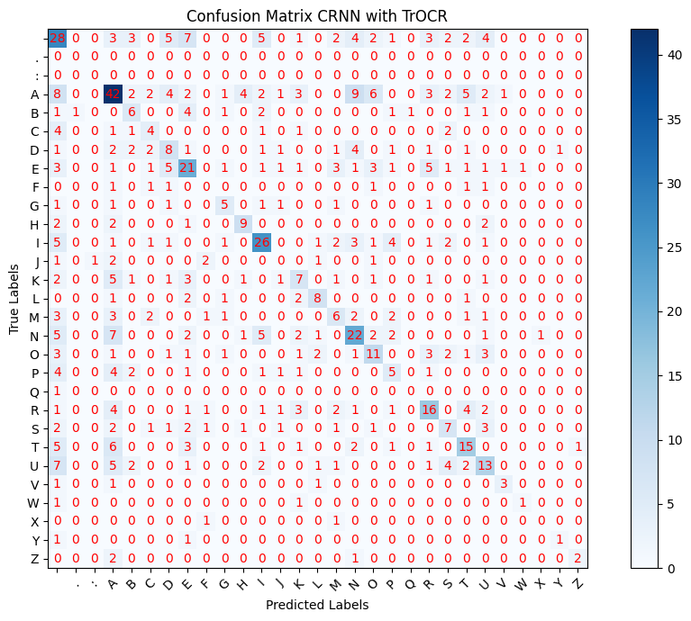 Confusion Matrix CRNN with TrOCR
28 0 0 3 3 0 5 7 0 0 0 5 0 1 0 2 4 2 1 0 3 2 2 4 0 0 0 0 0
. 0 0 0 0 0 0 0 0 0 0 0 0 0 0 0 0 0 0 0 0 0 0 0 0 0 0 0 0 0
: 0 0 0 0 0 0 0 0 0 0 0 0 0 0 0 0 0 0 0 0 0 0 0 0 0 0 0 0 0
A 8 0 0 42 2 2 4 2 0 1 4 2 1 3 0 0 9 6 0 0 3 2 5 2 1 0 0 0 0
B 1 1 0 0 6 0 0 4 0 1 0 2 0 0 0 0 0 0 1 1 0 0 1 1 0 0 0 0 0
C 4 0 0 1 1 4 0 0 0 0 0 1 0 1 0 0 0 0 0 0 0 2 0 0 0 0 0 0 0
D 1 0 0 2 2 2 8 1 0 0 0 1 1 0 0 1 4 0 1 0 1 0 1 0 0 0 0 1 0
E 3 0 0 1 0 1 5 21 0 1 0 1 1 1 0 3 1 3 1 0 5 0 1 1 1 1 0 0 0
F 0 0 0 1 0 1 1 0 0 0 0 0 0 0 0 0 0 1 0 0 0 0 1 1 0 0 0 0 0
G 1 0 0 1 0 0 1 0 0 5 0 1 1 0 0 1 0 0 0 0 1 0 0 0 0 0 0 0 0
H 2 0 0 2 0 0 0 1 0 0 9 0 0 0 0 0 0 0 0 0 0 0 0 2 0 0 0 0 0
I 5 0 0 1 0 1 1 0 0 1 0 26 0 0 1 2 3 1 4 0 1 2 0 1 0 0 0 0 0
J 1 0 1 2 0 0 0 0 2 0 0 0 0 0 1 0 0 1 0 0 0 0 0 0 0 0 0 0 0
K 2 0 0 5 1 0 1 3 0 0 1 0 1 7 0 1 0 1 0 0 1 0 0 1 0 0 0 0 0
L 0 0 0 1 0 0 0 2 0 1 0 0 0 2 8 0 0 0 0 0 0 0 1 0 0 0 0 0 0
M 3 0 0 3 0 2 0 0 1 1 0 0 0 0 0 6 2 0 2 0 0 0 1 1 0 0 0 0 0
N 5 0 0 7 0 0 0 2 0 0 1 5 0 2 1 0 22 2 2 0 0 0 0 1 0 0 1 0 0
O 3 0 0 1 0 0 1 1 0 1 0 0 0 1 2 0 1 11 0 0 3 2 1 3 0 0 0 0 0
P 4 0 0 4 2 0 0 1 0 0 1 1 1 0 0 0 0 0 5 0 1 0 0 0 0 0 0 0 0
Q 1 0 0 0 0 0 0 0 0 0 0 0 0 0 0 0 0 0 0 0 0 0 0 0 0 0 0 0 0
R 1 0 0 4 0 0 0 1 1 0 0 1 1 3 0 2 1 0 1 0 16 0 4 2 0 0 0 0 0
S 2 0 0 2 0 1 1 2 1 0 1 0 1 0 0 1 0 1 0 0 0 7 0 3 0 0 0 0 0
T 5 0 0 6 0 0 0 3 0 0 0 1 0 1 0 0 2 0 1 0 1 0 15 0 0 0 0 0 1
U 7 0 0 5 2 0 0 1 0 0 0 2 0 0 1 0 0 0 0 0 1 4 2 13 0 0 0 0 0
V 1 0 0 1 0 0 0 0 0 0 0 0 0 0 1 0 0 0 0 0 0 0 0 0 3 0 0 0 0
W 1 0 0 0 0 0 0 0 0 0 0 0 0 1 0 0 0 0 0 0 0 0 0 0 0 1 0 0 0
X 0 0 0 0 0 0 0 0 1 0 0 0 0 0 0 1 0 0 0 0 0 0 0 0 0 0 0 0 0
Y 1 0 0 0 0 0 0 1 0 0 0 0 0 0 0 0 0 0 0 0 0 0 0 0 0 0 0 1 0
Z 0 0 0 2 0 0 0 0 0 0 0 0 0 0 0 0 1 0 0 0 0 0 0 0 0 0 0 0 2
. : A B C D E F G H I J K L M N O P Q R S T U V W X Y Z
Predicted Labels
True Labels
40
35
30
25
20
15
10
5
0